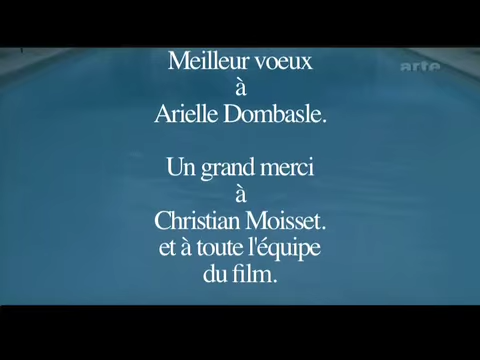 Meilleur voeux
arte
à
Arielle Dombasle.
Un grand merci
à
Christian Moisset.
et à toute l'équipe
du film.